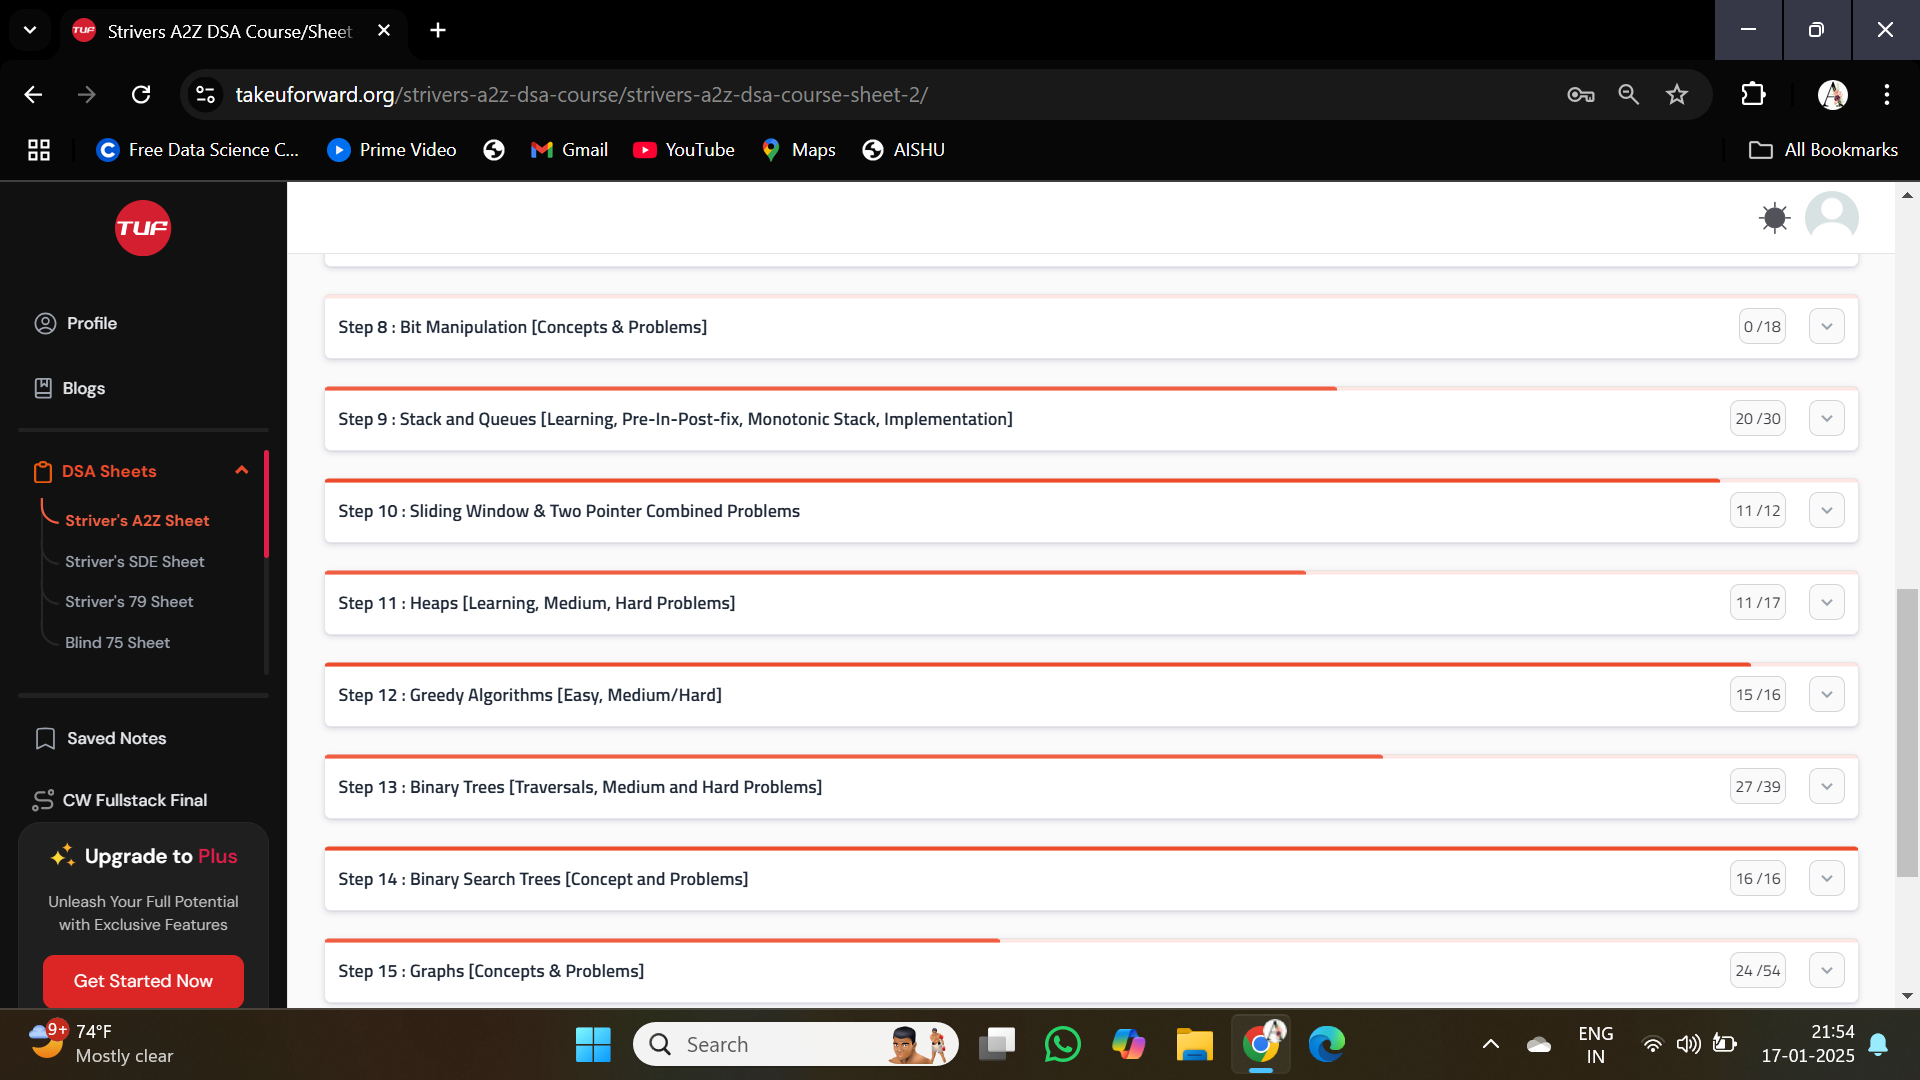 TUF
Strivers A2Z DSA Course/Sheet
takeuforward.org/strivers-a2z-dsa-course/strivers-a2z-dsa-course-sheet-2/
Free Data Science C...
Prime Video
Gmail
YouTube
Maps
AISHU
All Bookmarks
TUF
Profile
Blogs
DSA Sheets
Striver's A2Z Sheet
Striver's SDE Sheet
Striver's 79 Sheet
Blind 75 Sheet
Saved Notes
CW Fullstack Final
Upgrade to Plus
Unleash Your Full Potential
with Exclusive Features
Get Started Now
Step 8 : Bit Manipulation [Concepts & Problems]
0 /18
Step 9 : Stack and Queues [Learning, Pre-In-Post-fix, Monotonic Stack, Implementation]
20 /30
Step 10 : Sliding Window & Two Pointer Combined Problems
11 /12
Step 11 : Heaps [Learning, Medium, Hard Problems]
11 /17
Step 12 : Greedy Algorithms [Easy, Medium/Hard]
15 /16
Step 13 : Binary Trees [Traversals, Medium and Hard Problems]
27 /39
Step 14 : Binary Search Trees [Concept and Problems]
16 /16
Step 15 : Graphs [Concepts & Problems]
24 /54
9+
74°F
Mostly clear
Search
ENG
IN
21:54
17-01-2025